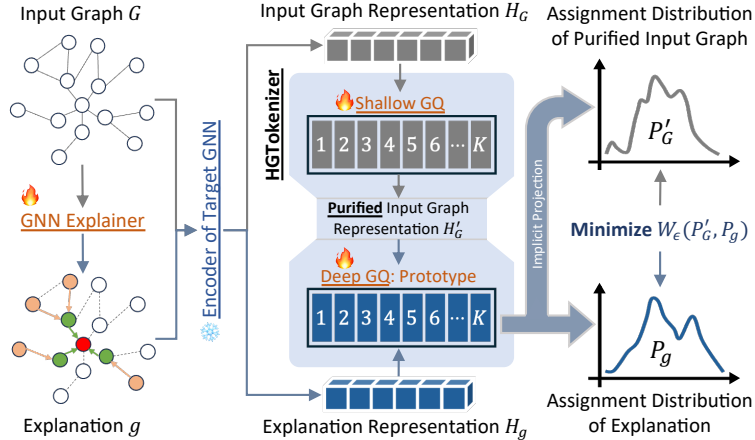 Input Graph G
GNN Explainer
Explanation g
Encoder of Target GNN
Input Graph Representation H_G
HGTokenizer
Shallow GQ
1 2 3 4 5 6 ··· K
Purified Input Graph
Representation H'_G
Deep GQ: Prototype
1 2 3 4 5 6 ··· K
Explanation Representation H_g
Implicit Projection
Assignment Distribution
of Purified Input Graph
P'_G
Minimize W_ϵ(P'_G, P_g)
P_g
Assignment Distribution
of Explanation